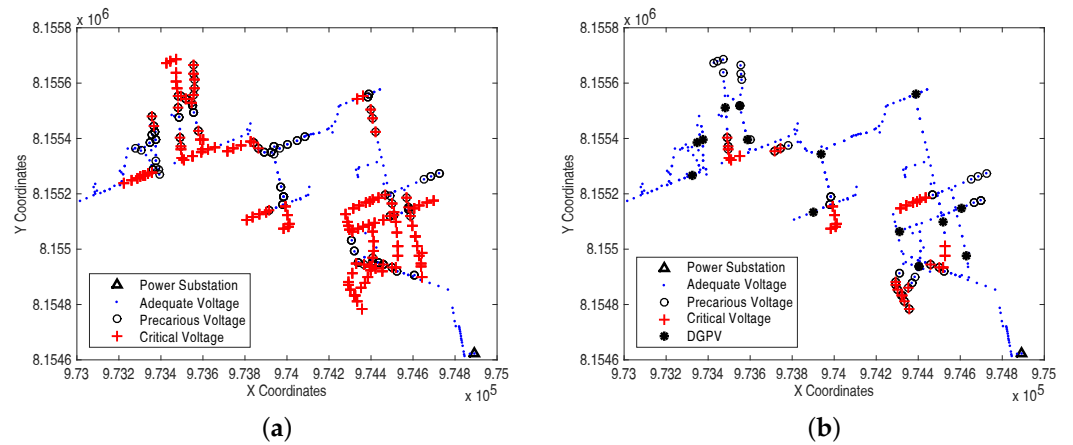 x 10^6
8.1558
8.1556
8.1554
8.1552
8.155
8.1548
8.1546
Y Coordinates
Power Substation
Adequate Voltage
Precarious Voltage
Critical Voltage
9.73 9.732 9.734 9.736 9.738 9.74 9.742 9.744 9.746 9.748 9.75
X Coordinates
x 10^5
(a)
x 10^6
8.1558
8.1556
8.1554
8.1552
8.155
8.1548
8.1546
Y Coordinates
Power Substation
Adequate Voltage
Precarious Voltage
Critical Voltage
DGPV
9.73 9.732 9.734 9.736 9.738 9.74 9.742 9.744 9.746 9.748 9.75
X Coordinates
x 10^5
(b)